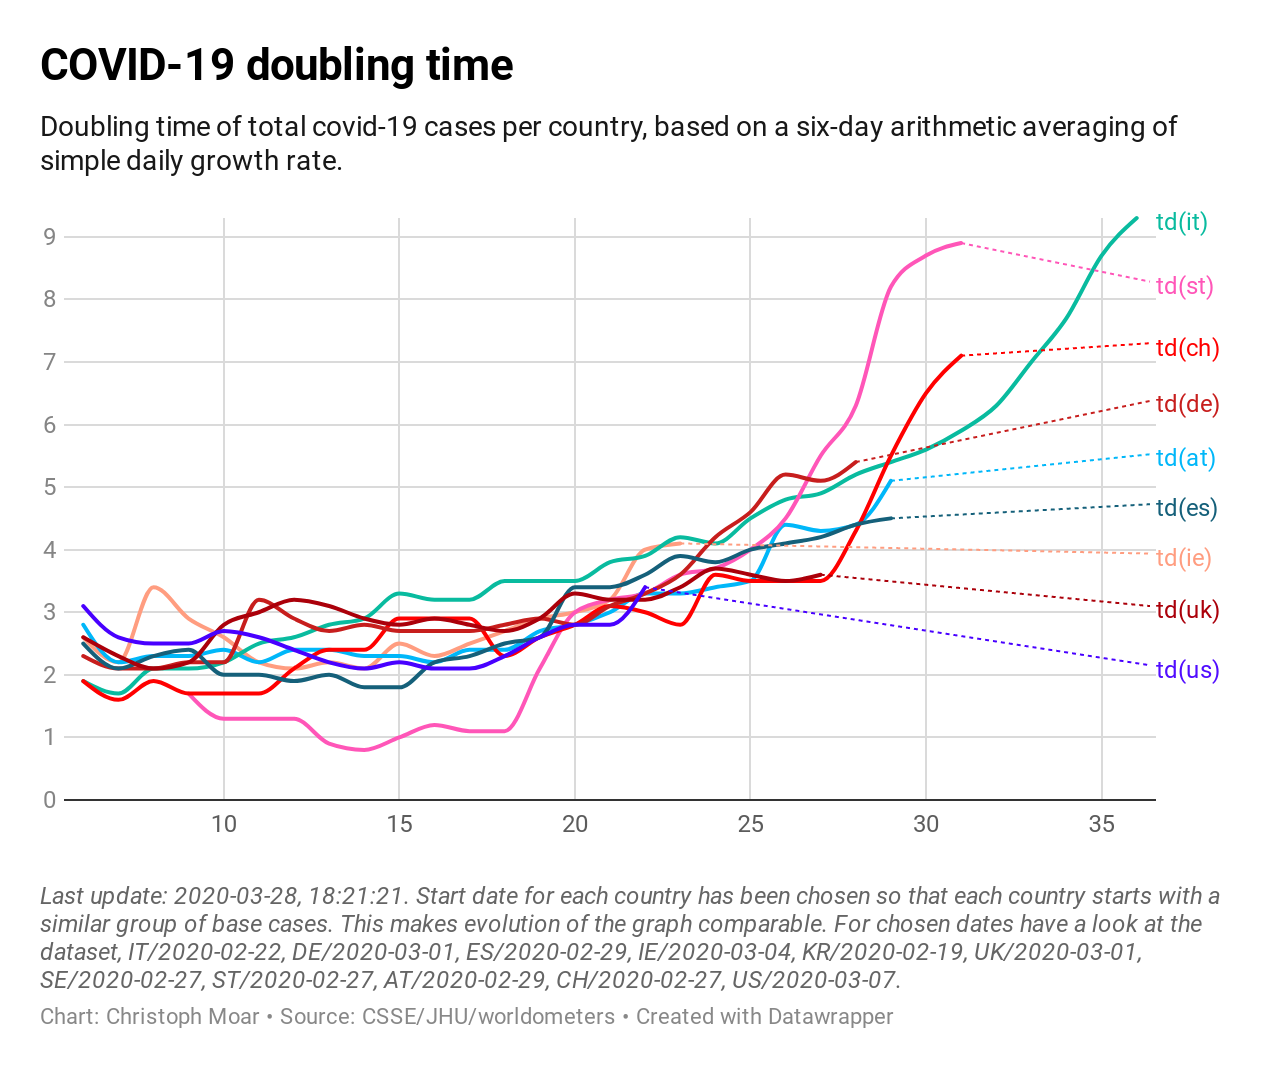 COVID-19 doubling time
Doubling time of total covid-19 cases per country, based on a six-day arithmetic averaging of
simple daily growth rate.
9
8
7
6
5
4
3
2
1
0
10
15
20
25
30
35
td(it)
td(st)
td(ch)
td(de)
td(at)
td(es)
td(ie)
td(uk)
td(us)
Last update: 2020-03-28, 18:21:21. Start date for each country has been chosen so that each country starts with a
similar group of base cases. This makes evolution of the graph comparable. For chosen dates have a look at the
dataset, IT/2020-02-22, DE/2020-03-01, ES/2020-02-29, IE/2020-03-04, KR/2020-02-19, UK/2020-03-01,
SE/2020-02-27, ST/2020-02-27, AT/2020-02-29, CH/2020-02-27, US/2020-03-07.
Chart: Christoph Moar • Source: CSSE/JHU/worldometers • Created with Datawrapper